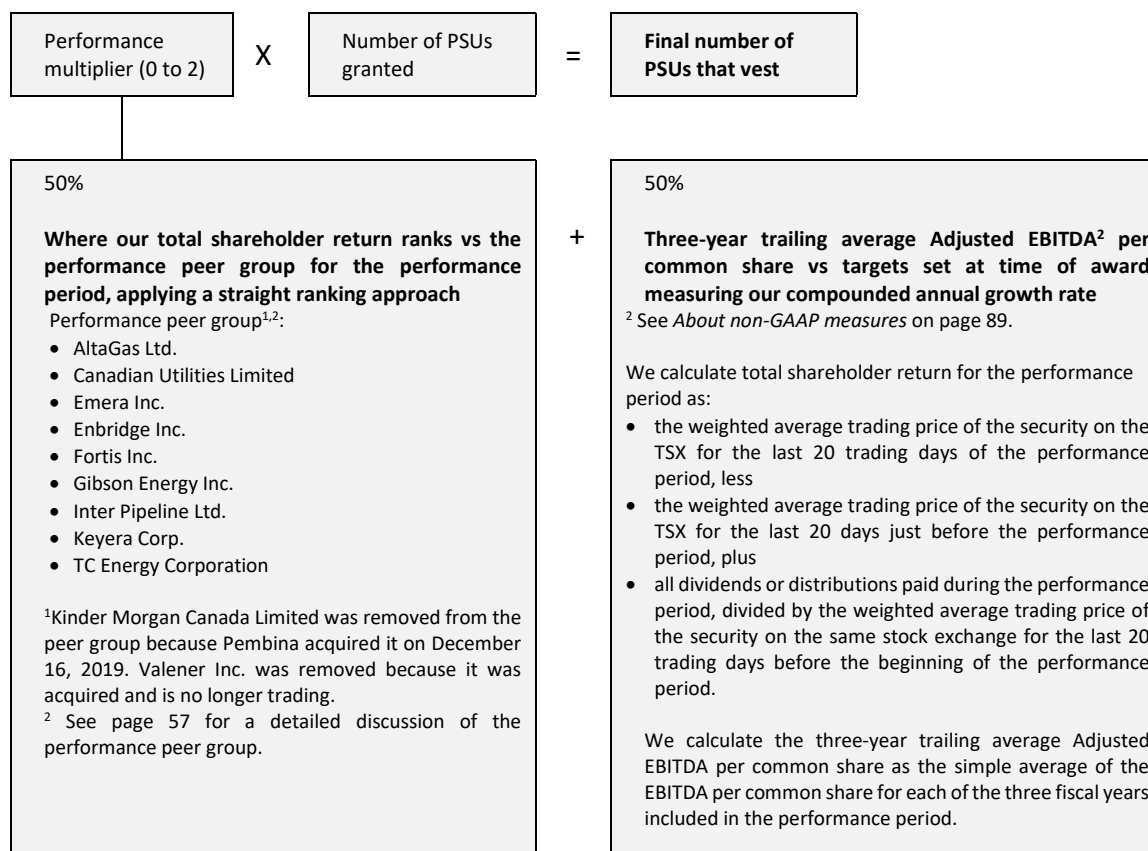 Performance
multiplier (0 to 2)
X
Number of PSUs
granted
=
Final number of
PSUs that vest
50%
Where our total shareholder return ranks vs the
performance peer group for the performance
period, applying a straight ranking approach
Performance peer group1,2:
• AltaGas Ltd.
• Canadian Utilities Limited
• Emera Inc.
• Enbridge Inc.
• Fortis Inc.
• Gibson Energy Inc.
• Inter Pipeline Ltd.
• Keyera Corp.
• TC Energy Corporation
1Kinder Morgan Canada Limited was removed from the
peer group because Pembina acquired it on December
16, 2019. Valener Inc. was removed because it was
acquired and is no longer trading.
2 See page 57 for a detailed discussion of the
performance peer group.
+
50%
Three-year trailing average Adjusted EBITDA2 per
common share vs targets set at time of award
measuring our compounded annual growth rate
2 See About non-GAAP measures on page 89.
We calculate total shareholder return for the performance
period as:
• the weighted average trading price of the security on the
TSX for the last 20 trading days of the performance
period, less
• the weighted average trading price of the security on the
TSX for the last 20 days just before the performance
period, plus
• all dividends or distributions paid during the performance
period, divided by the weighted average trading price of
the security on the same stock exchange for the last 20
trading days before the beginning of the performance
period.
We calculate the three-year trailing average Adjusted
EBITDA per common share as the simple average of the
EBITDA per common share for each of the three fiscal years
included in the performance period.